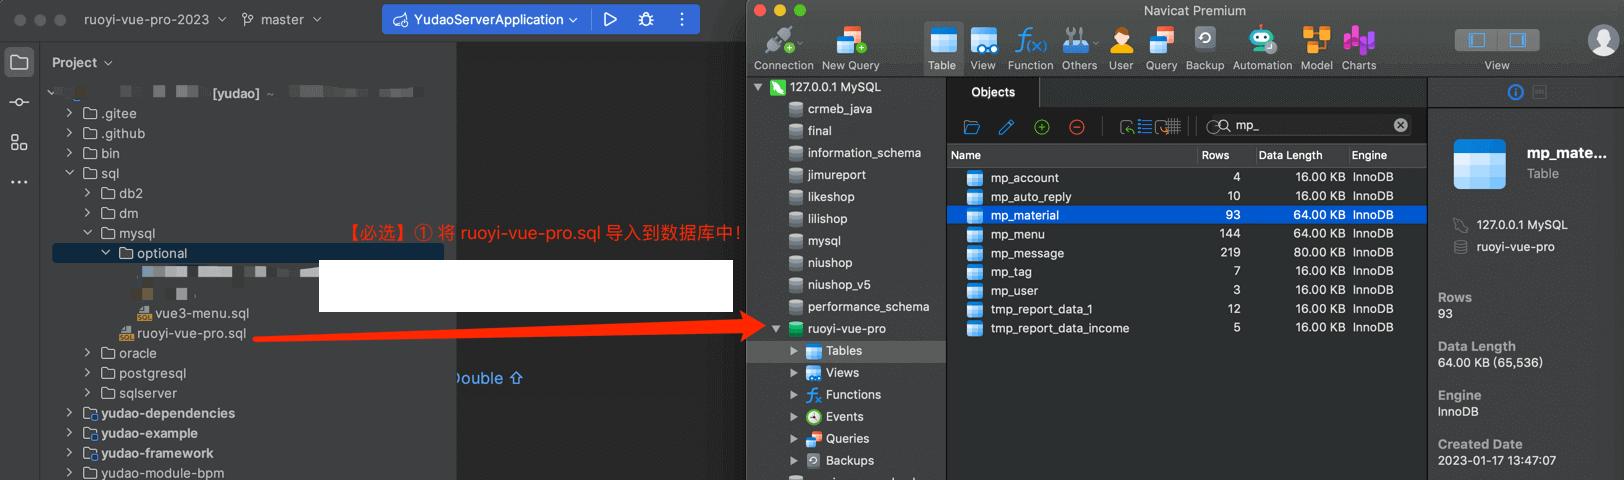 ruoyi-vue-pro-2023
master
YudaoServerApplication
Project
[yudao] ~
.gitee
.github
bin
sql
db2
dm
mysql
optional
vue3-menu.sql
ruoyi-vue-pro.sql
oracle
postgresql
sqlserver
yudao-dependencies
yudao-example
yudao-framework
yudao-module-bpm
【必选】① 将 ruoyi-vue-pro.sql 导入到数据库中!
Double ⇧
Navicat Premium
Connection New Query Table View Function Others User Query Backup Automation Model Charts View
127.0.0.1 MySQL
crmeb_java
final
information_schema
jimureport
likeshop
lilishop
mysql
niushop
niushop_v5
performance_schema
ruoyi-vue-pro
Tables
Views
Functions
Events
Queries
Backups
Objects
mp_
Name Rows Data Length Engine
mp_account 4 16.00 KB InnoDB
mp_auto_reply 10 16.00 KB InnoDB
mp_material 93 64.00 KB InnoDB
mp_menu 144 64.00 KB InnoDB
mp_message 219 80.00 KB InnoDB
mp_tag 7 16.00 KB InnoDB
mp_user 3 16.00 KB InnoDB
tmp_report_data_1 12 16.00 KB InnoDB
tmp_report_data_income 5 16.00 KB InnoDB
mp_mate...
Table
127.0.0.1 MySQL
ruoyi-vue-pro
Rows
93
Data Length
64.00 KB (65,536)
Engine
InnoDB
Created Date
2023-01-17 13:47:07